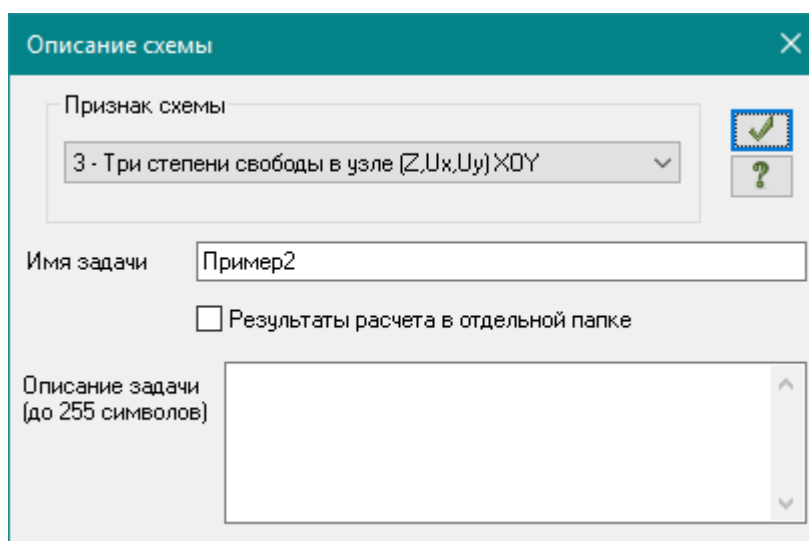 Описание схемы
Признак схемы
3 - Три степени свободы в узле (Z,Ux,Uy) XOY
Имя задачи
Пример2
Результаты расчета в отдельной папке
Описание задачи
(до 255 символов)